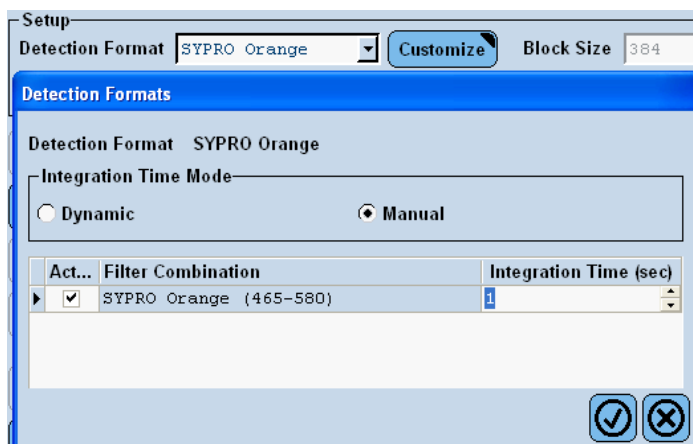 Setup
Detection Format SYPRO Orange Customize Block Size 384
Detection Formats
Detection Format SYPRO Orange
Integration Time Mode
Dynamic Manual
Act... Filter Combination Integration Time (sec)
SYPRO Orange (465-580) 1